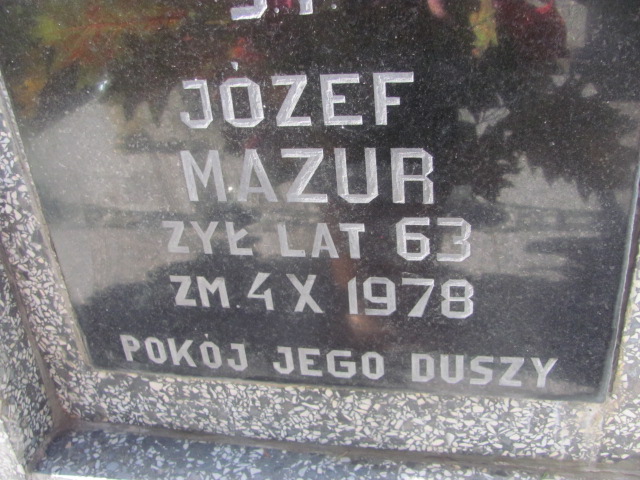 Ś.P.
JÓZEF
MAZUR
ŻYŁ LAT 63
ZM. 4 X 1978
POKÓJ JEGO DUSZY